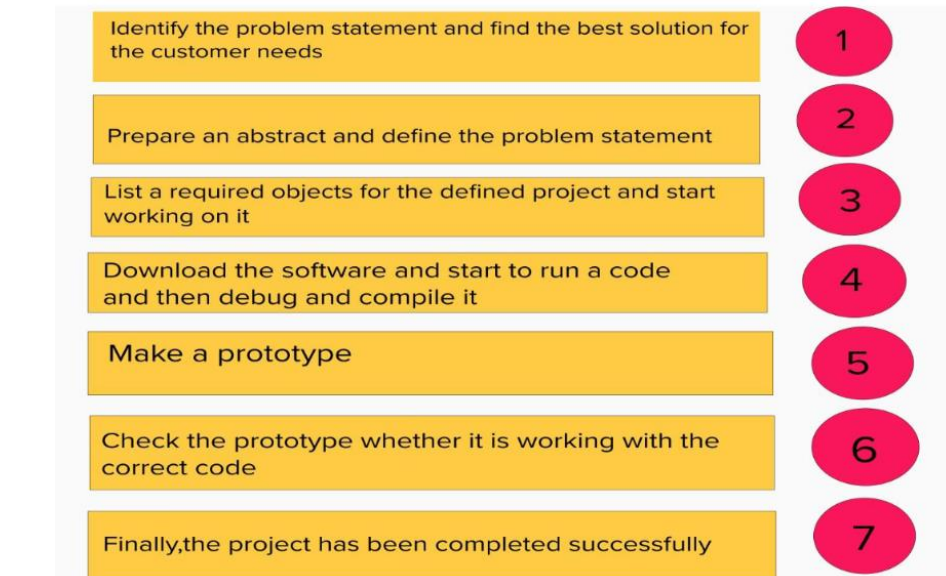 Identify the problem statement and find the best solution for
the customer needs
1
Prepare an abstract and define the problem statement
2
List a required objects for the defined project and start
working on it
3
Download the software and start to run a code
and then debug and compile it
4
Make a prototype
5
Check the prototype whether it is working with the
correct code
6
Finally,the project has been completed successfully
7